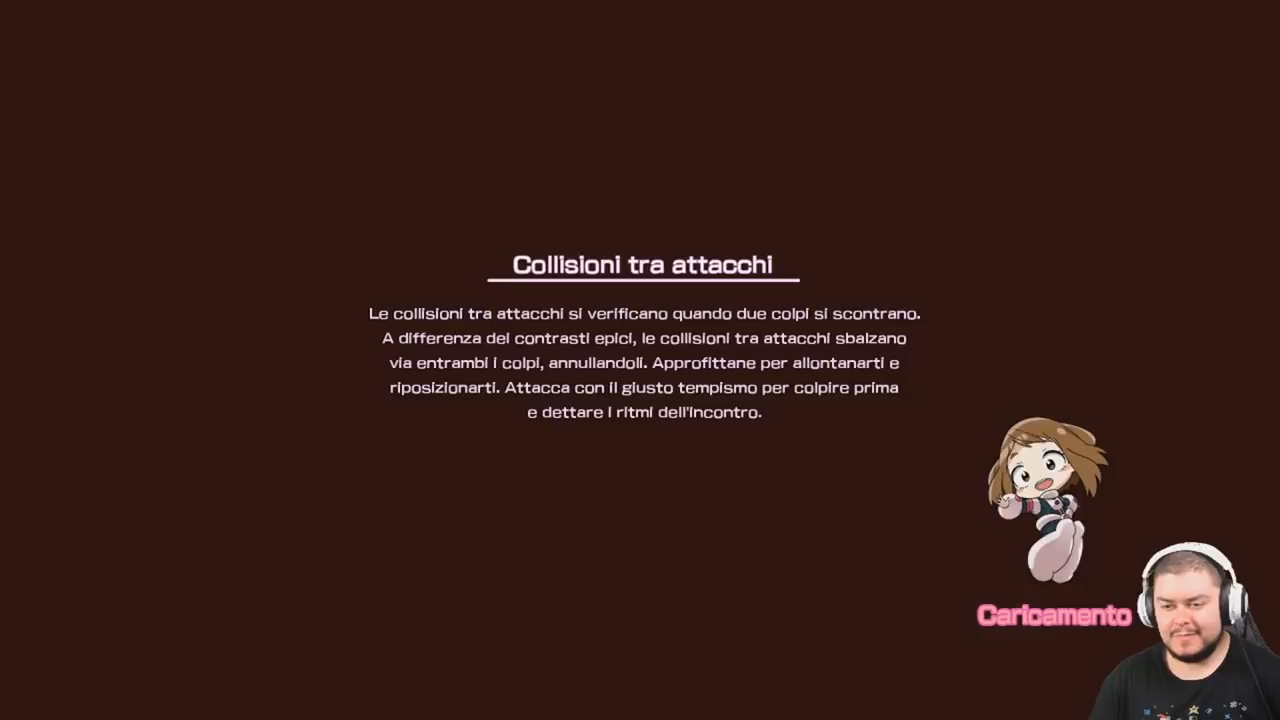 Collisioni tra attacchi
Le collisioni tra attacchi si verificano quando due colpi si scontrano.
A differenza dei contrasti epici, le collisioni tra attacchi sbalzano
via entrambi i colpi, annullandoli. Approfittane per allontanarti e
riposizionarti. Attacca con il giusto tempismo per colpire prima
e dettare i ritmi dell'incontro.
Caricamento